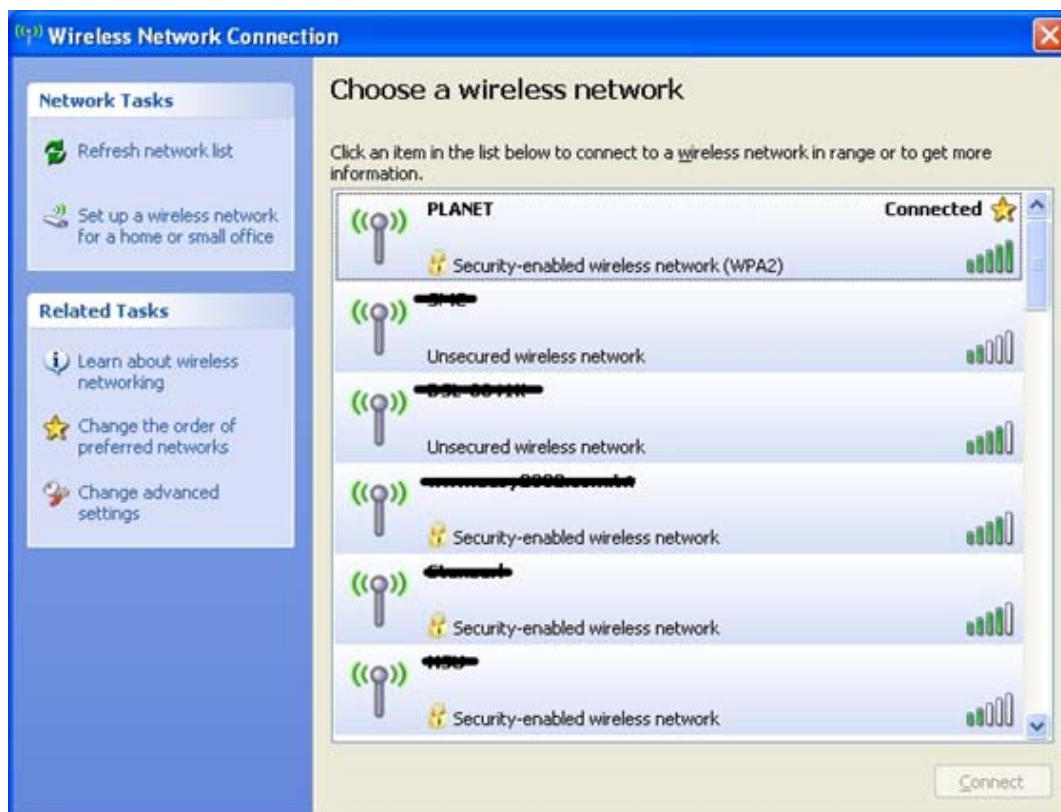 Wireless Network Connection
Network Tasks
Refresh network list
Set up a wireless network
for a home or small office
Related Tasks
Learn about wireless
networking
Change the order of
preferred networks
Change advanced
settings
Choose a wireless network
Click an item in the list below to connect to a wireless network in range or to get more
information.
PLANET
Connected
Security-enabled wireless network (WPA2)
Unsecured wireless network
Unsecured wireless network
Security-enabled wireless network
Security-enabled wireless network
Security-enabled wireless network
Connect